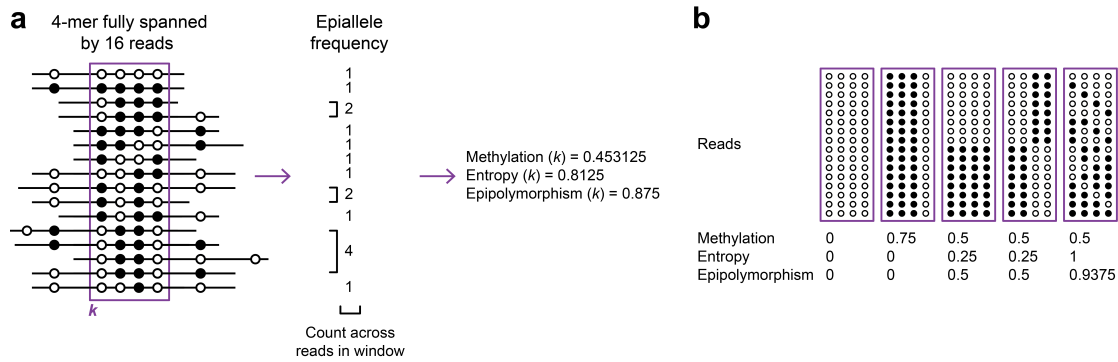 a
4-mer fully spanned
by 16 reads
Epiallele
frequency
1
1
2
1
1
1
1
2
1
4
1
k
Count across
reads in window
Methylation (k) = 0.453125
Entropy (k) = 0.8125
Epipolymorphism (k) = 0.875
b
Reads
Methylation 0 0.75 0.5 0.5 0.5
Entropy 0 0 0.25 0.25 1
Epipolymorphism 0 0 0.5 0.5 0.9375